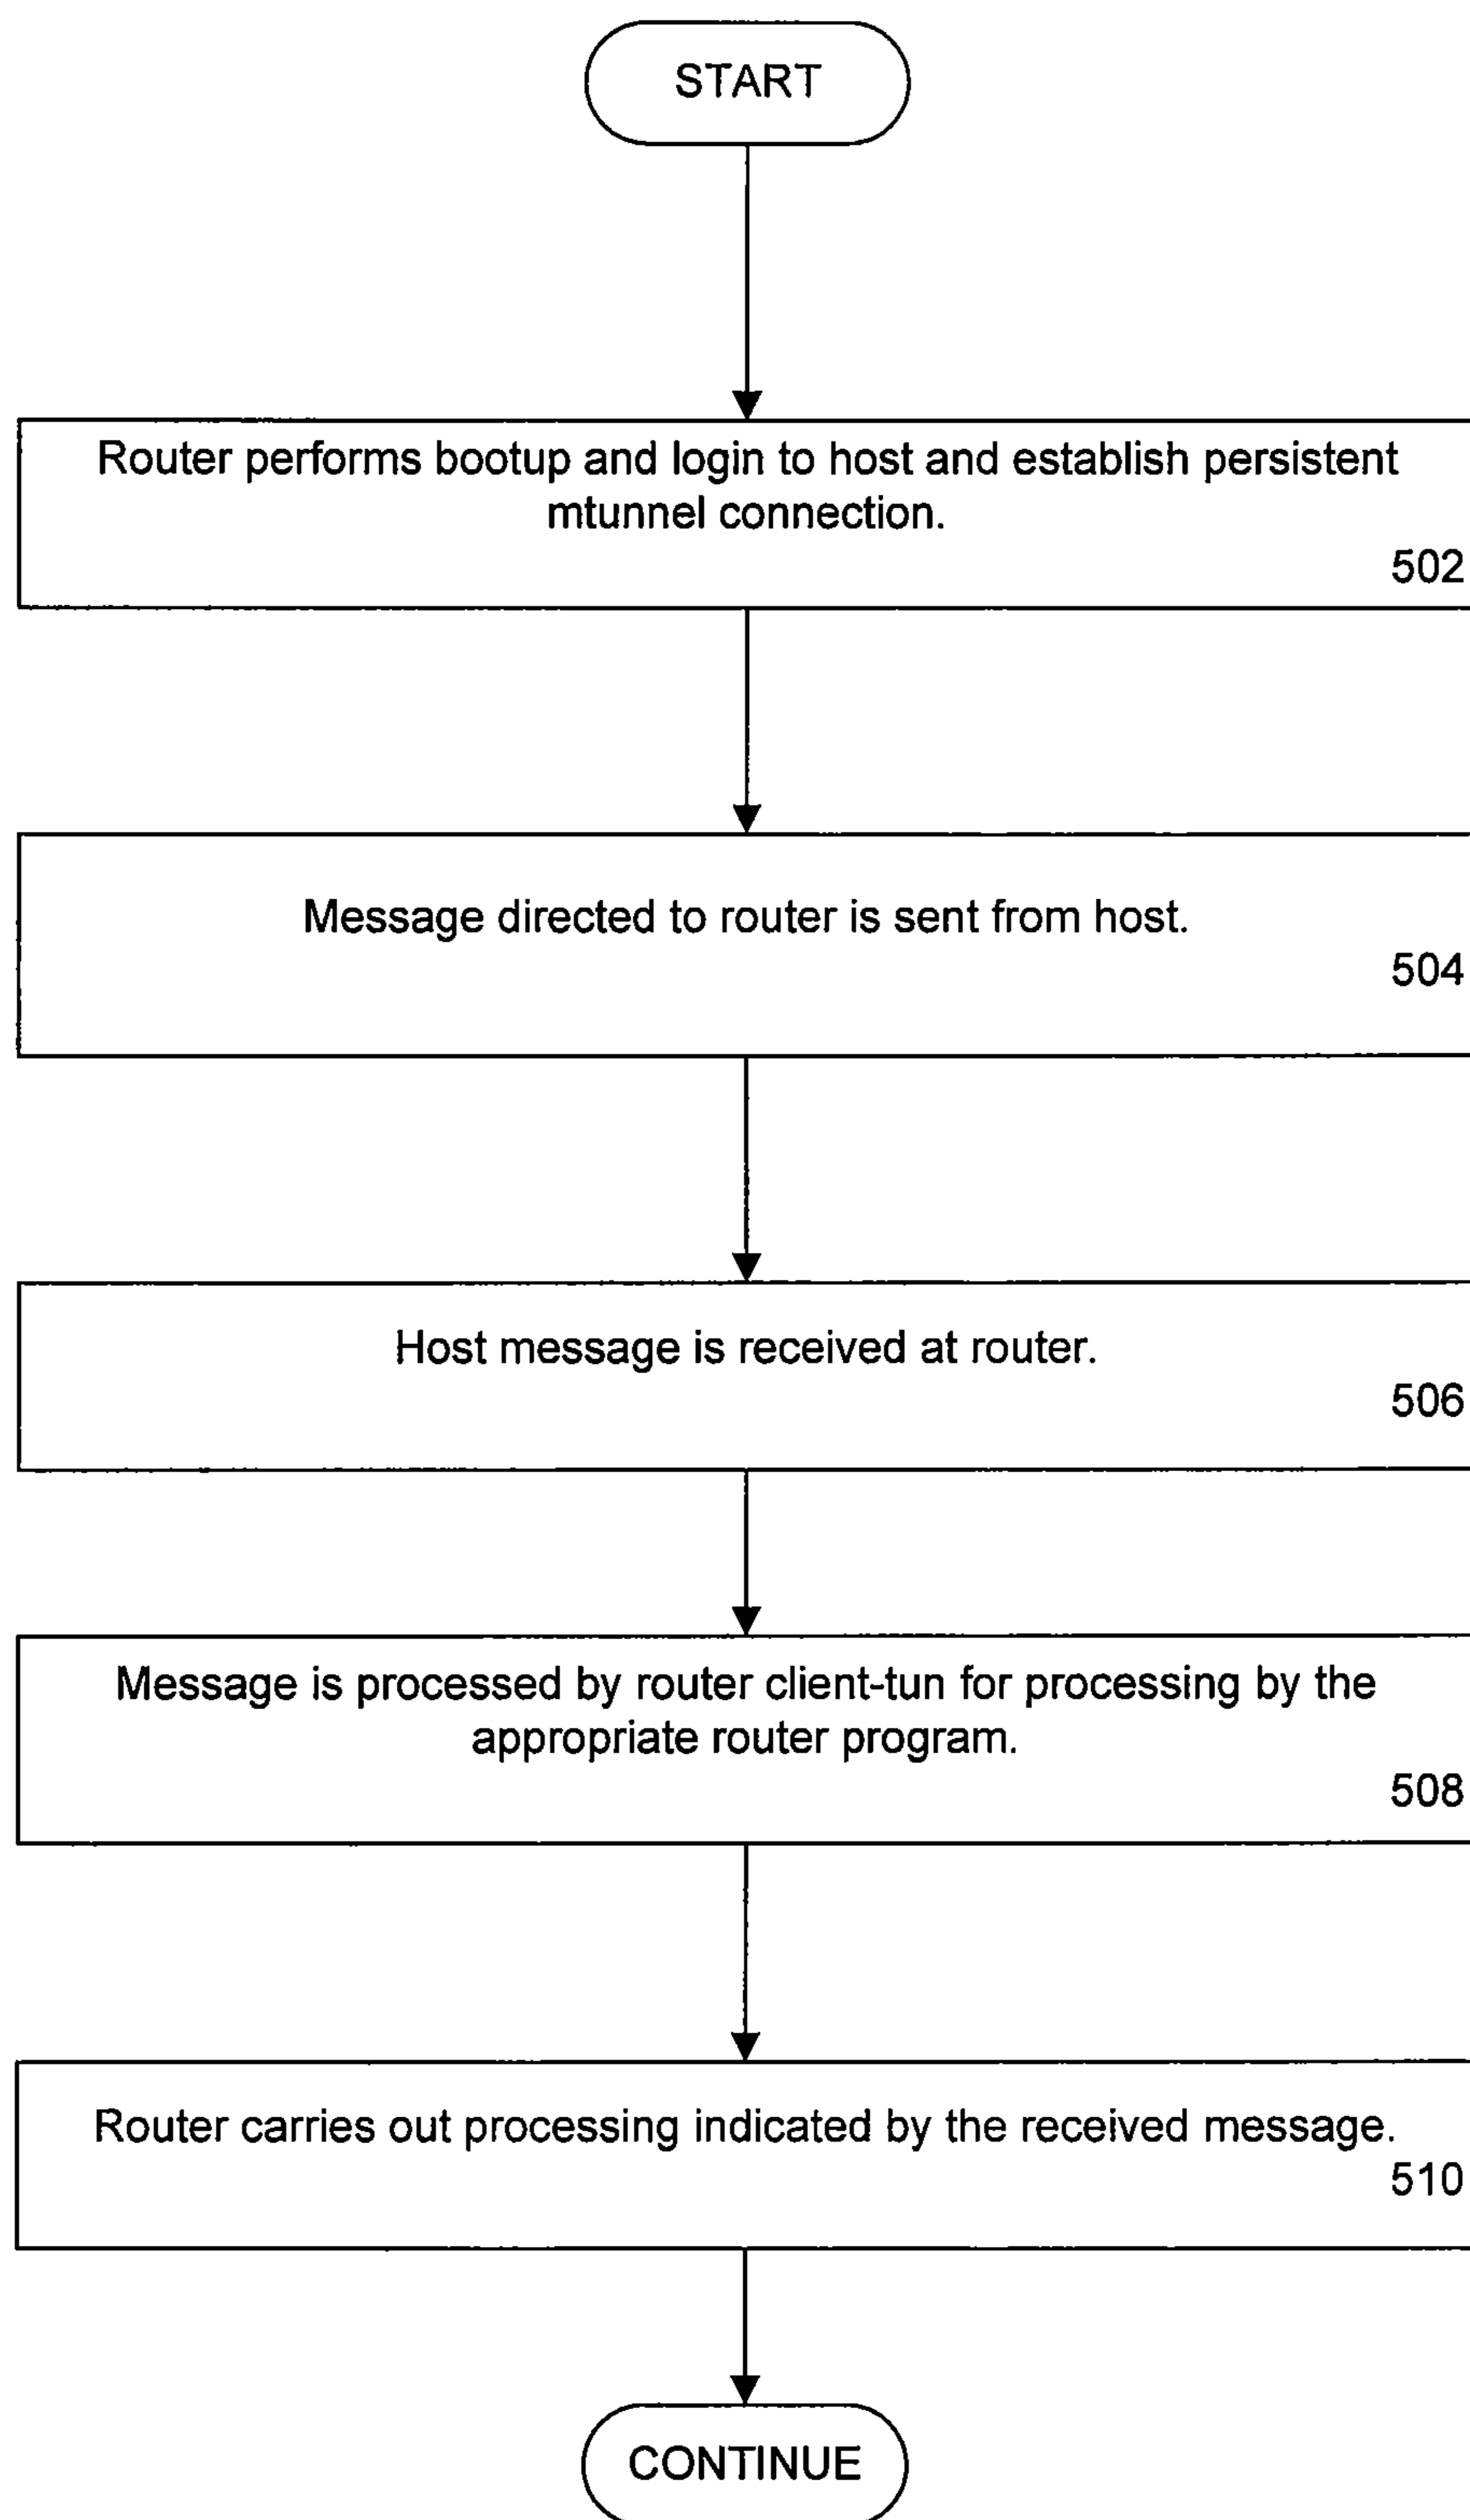 START
Router performs bootup and login to host and establish persistent
mtunnel connection.
502
Message directed to router is sent from host.
504
Host message is received at router.
506
Message is processed by router client-tun for processing by the
appropriate router program.
508
Router carries out processing indicated by the received message.
510
CONTINUE